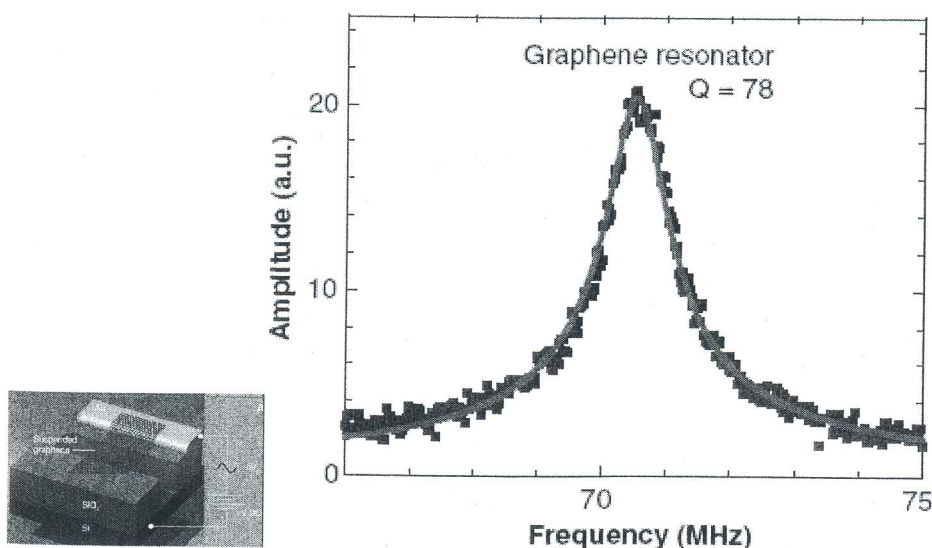 Graphene resonator
Q = 78
20
10
0
Amplitude (a.u.)
70
75
Frequency (MHz)
A
Suspended
graphene
SiO₂
Si